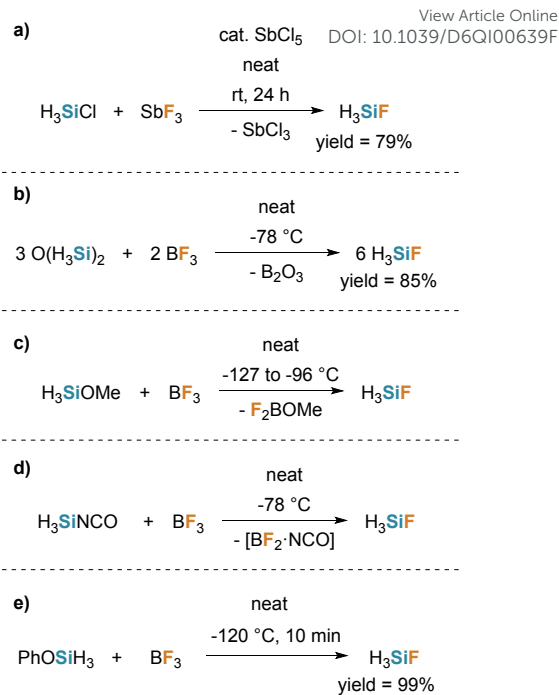 View Article Online
DOI: 10.1039/D6QI00639F
a)
cat. SbCl₅
neat
rt, 24 h
H₃SiCl + SbF₃ H₃SiF
- SbCl₃
yield = 79%
b)
neat
-78 °C
3 O(H₃Si)₂ + 2 BF₃ 6 H₃SiF
- B₂O₃
yield = 85%
c)
neat
-127 to -96 °C
H₃SiOMe + BF₃ H₃SiF
- F₂BOMe
d)
neat
-78 °C
H₃SiNCO + BF₃ H₃SiF
- [BF₂·NCO]
e)
neat
-120 °C, 10 min
PhOSiH₃ + BF₃ H₃SiF
yield = 99%